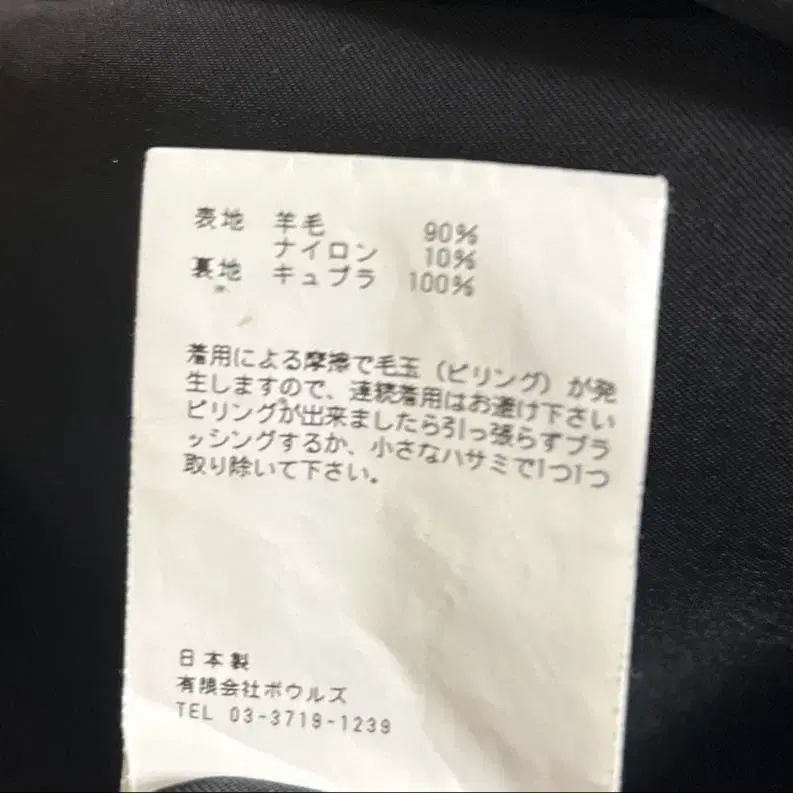 表地 羊毛 90%
ナイロン 10%
裏地 キュプラ 100%
着用による摩擦で毛玉（ピリング）が発
生しますので、連続着用はお避け下さい
ピリングが出来ましたら引っ張らずブラ
ッシングするか、小さなハサミで1つ1つ
取り除いて下さい。
日本製
有限会社ボウルズ
TEL 03-3719-1239